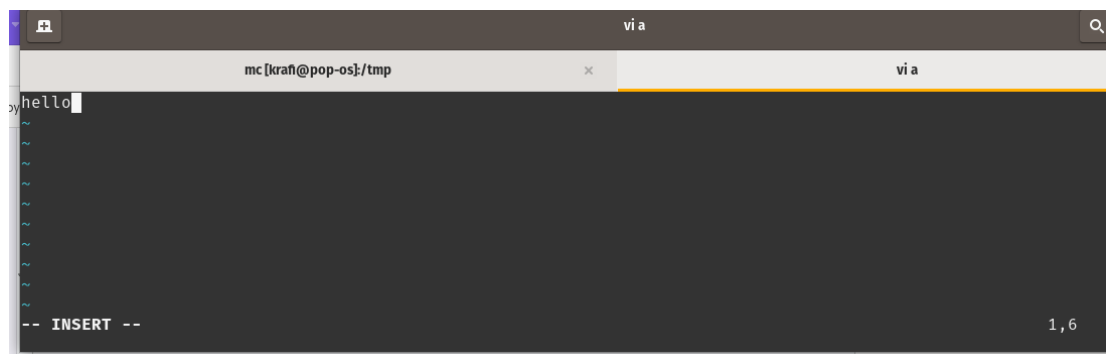 vi a
mc [krafi@pop-os]:/tmp × vi a
hello
~
~
~
~
~
~
~
~
~
~
-- INSERT -- 1,6